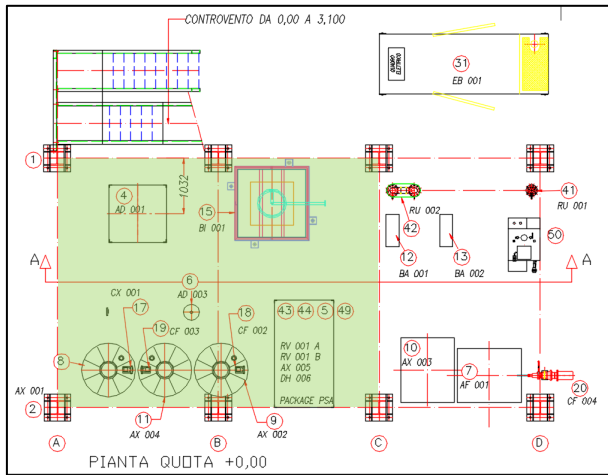 CONTROVENTO DA 0,00 A 3,100
QUADRO
ELETTRICO
31
EB 001
1
4
AD 001
1032
15
BI 001
RU 002
42
41
RU 001
12
BA 001
13
BA 002
50
A
A
6
AD 003
CX 001
17
19
CF 003
18
CF 002
43 44 5 49
RV 001 A
RV 001 B
AX 005
DH 006
PACKAGE PSA
8
10
AX 003
7
AF 001
20
CF 004
AX 001
2
11
AX 004
9
AX 002
A
B
C
D
PIANTA QUOTA +0,00